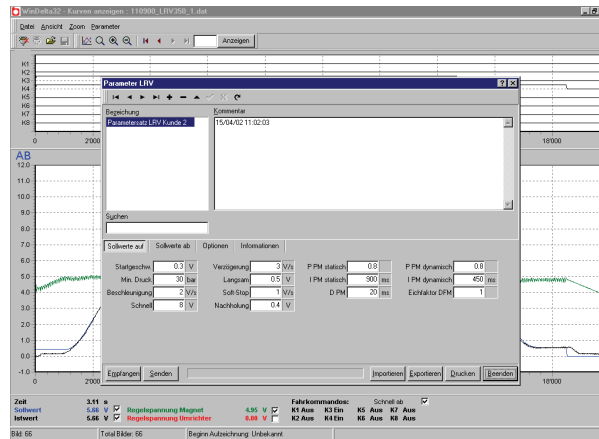 WinDelta32 - Kurven anzeigen : 110900_LRV350_1.dat
Datei Ansicht Zoom Parameter
Anzeigen
K1
K2
K3
K4
K5
K6
K7
K8
0 2'000 18'000
AB
12.0
11.0
10.0
9.0
8.0
7.0
6.0
5.0
4.0
3.0
2.0
1.0
0.0
-1.0
0 2'000 18'000
Parameter LRV
Bezeichung Kommentar
Parametersatz LRV Kunde 2 15/04/02 11:02:03
Suchen
Sollwerte auf Sollwerte ab Optionen Informationen
Startgeschw. 0.3 V Verzögerung 3 V/s P PM statisch 0.8 P PM dynamisch 0.8
Min. Druck 30 bar Langsam 0.5 V I PM statisch 900 ms I PM dynamisch 450 ms
Beschleunigung 2 V/s Soft-Stop 1 V/s D PM 20 ms Eichfaktor DFM 1
Schnell 8 V Nachholung 0.4 V
Empfangen Senden Importieren Exportieren Drucken Beenden
Zeit 3.11 s Fahrkommandos: Schnell ab
Sollwert 5.66 V Regelspannung Magnet 4.95 V K1 Aus K3 Ein K5 Aus K7 Aus
Istwert 5.66 V Regelspannung Umrichter 0.00 V K2 Aus K4 Ein K6 Aus K8 Aus
Bild: 66 Total Bilder: 66 Beginn Aufzeichnung: Unbekannt